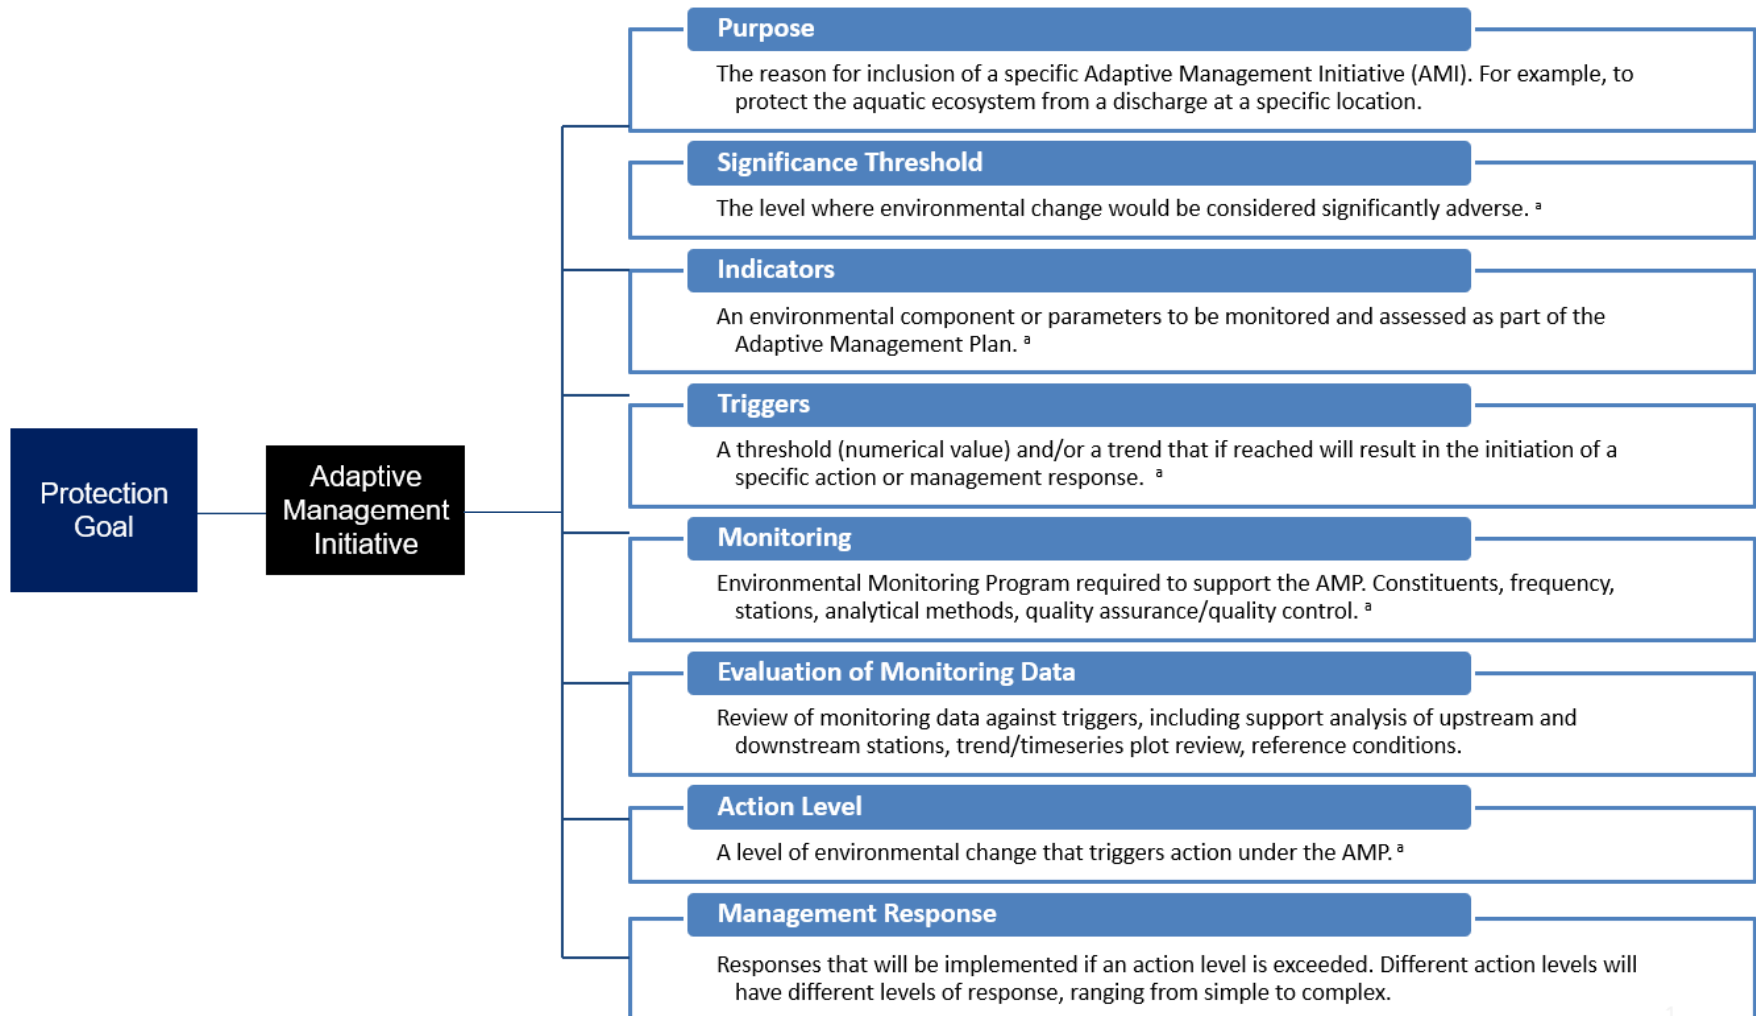 Purpose
The reason for inclusion of a specific Adaptive Management Initiative (AMI). For example, to
protect the aquatic ecosystem from a discharge at a specific location.
Significance Threshold
The level where environmental change would be considered significantly adverse. ᵃ
Indicators
An environmental component or parameters to be monitored and assessed as part of the
Adaptive Management Plan. ᵃ
Triggers
A threshold (numerical value) and/or a trend that if reached will result in the initiation of a
specific action or management response. ᵃ
Protection
Goal
Adaptive
Management
Initiative
Monitoring
Environmental Monitoring Program required to support the AMP. Constituents, frequency,
stations, analytical methods, quality assurance/quality control. ᵃ
Evaluation of Monitoring Data
Review of monitoring data against triggers, including support analysis of upstream and
downstream stations, trend/timeseries plot review, reference conditions.
Action Level
A level of environmental change that triggers action under the AMP. ᵃ
Management Response
Responses that will be implemented if an action level is exceeded. Different action levels will
have different levels of response, ranging from simple to complex.